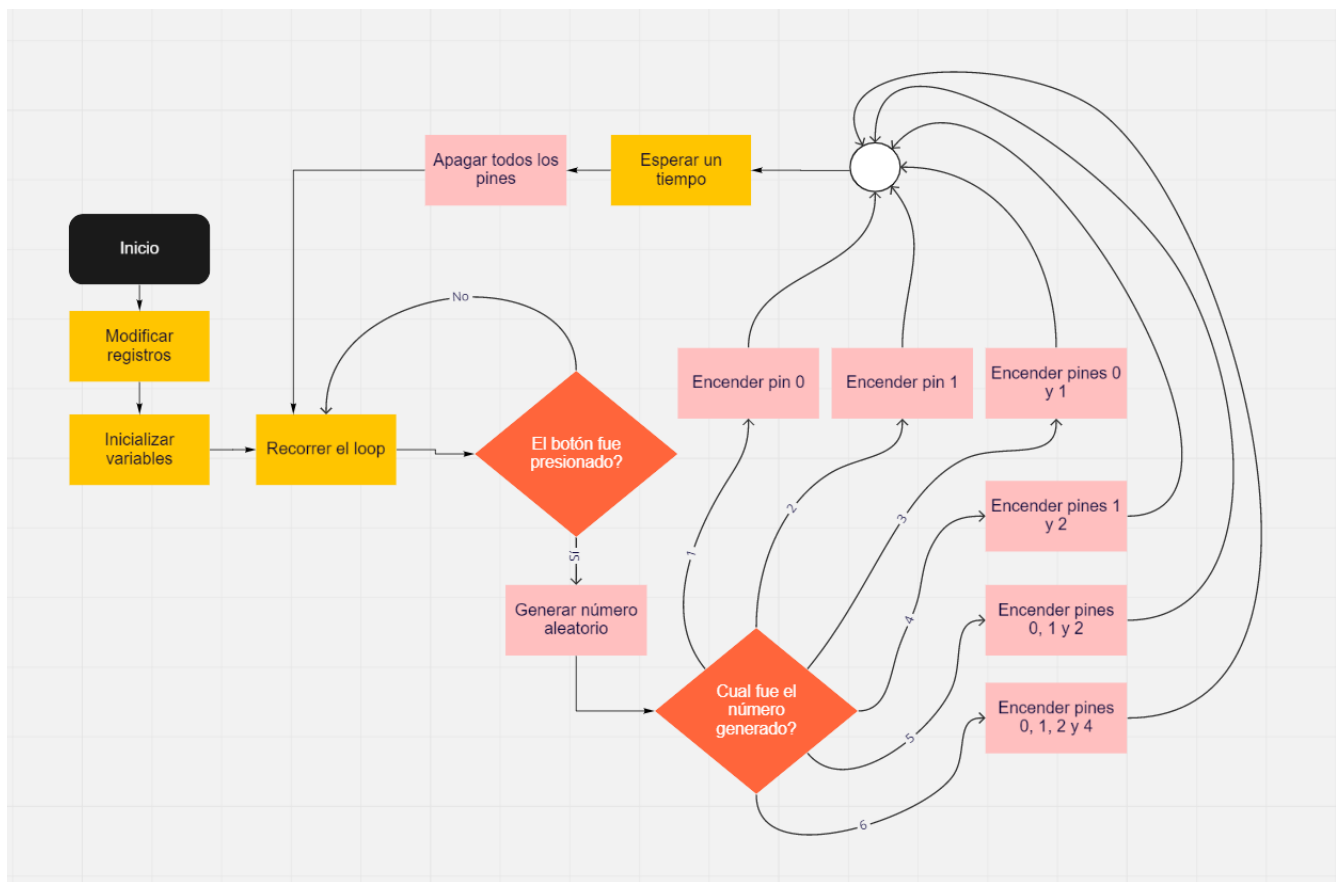 Apagar todos los
pines
Esperar un
tiempo
Inicio
No
Modificar
registros
Encender pin 0
Encender pin 1
Encender pines 0
y 1
Inicializar
variables
Recorrer el loop
El botón fue
presionado?
Encender pines 1
y 2
Sí
1
2
3
4
5
6
Generar número
aleatorio
Encender pines
0, 1 y 2
Cual fue el
número
generado?
Encender pines
0, 1, 2 y 4